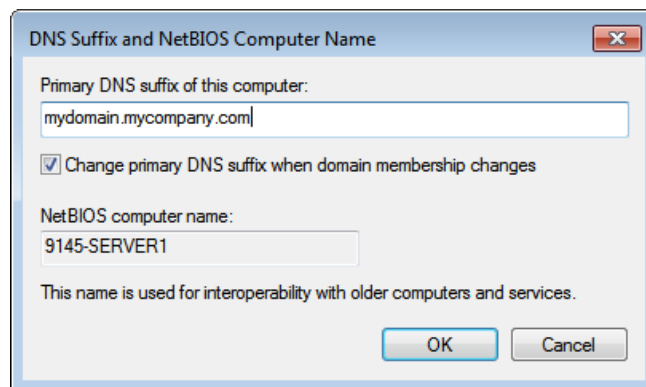 DNS Suffix and NetBIOS Computer Name
Primary DNS suffix of this computer:
mydomain.mycompany.com
Change primary DNS suffix when domain membership changes
NetBIOS computer name:
9145-SERVER1
This name is used for interoperability with older computers and services.
OK Cancel